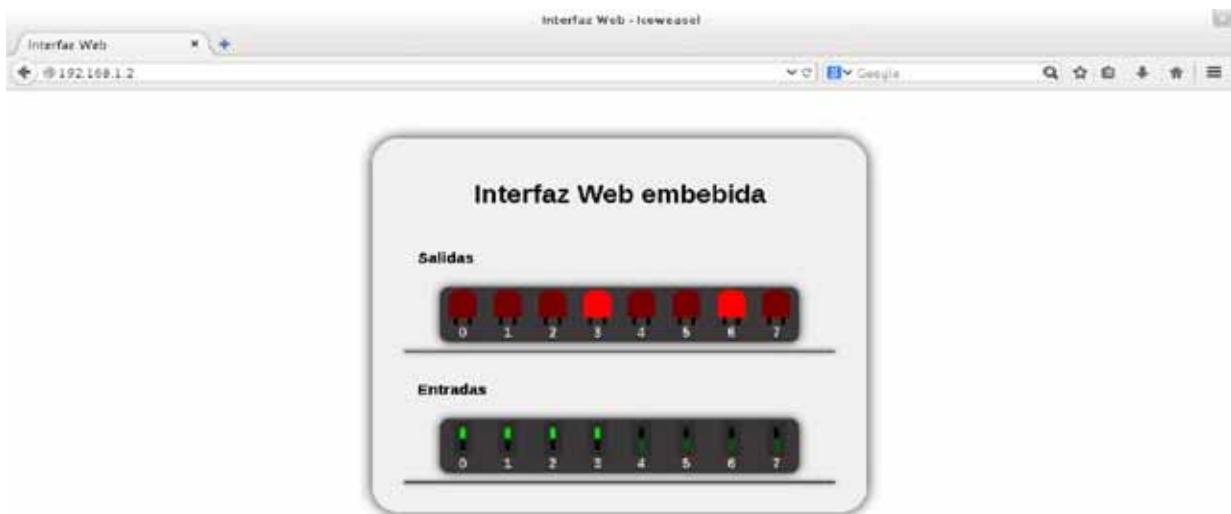 Interfaz Web - Iceweasel
Interfaz Web
192.168.1.2
Google
Interfaz Web embebida
Salidas
0 1 2 3 4 5 6 7
Entradas
0 1 2 3 4 5 6 7